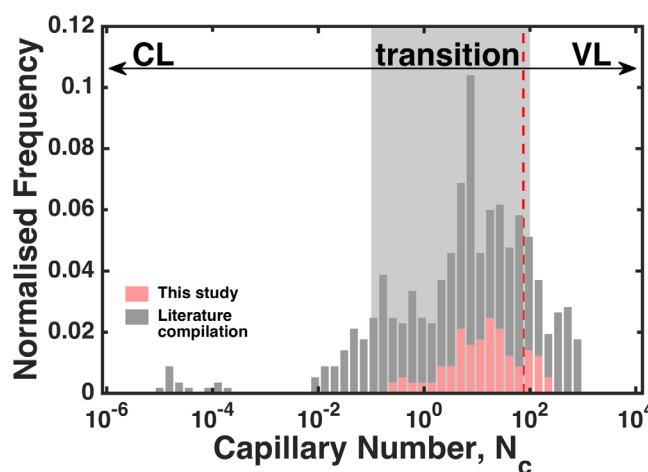 0.12
0.1
0.08
0.06
0.04
0.02
0
Normalised Frequency
CL transition VL
This study
Literature
compilation
10^-6 10^-4 10^-2 10^0 10^2 10^4
Capillary Number, N_c